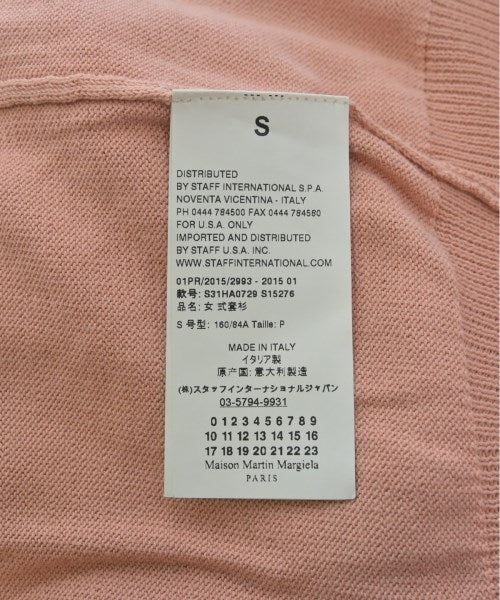 S
DISTRIBUTED
BY STAFF INTERNATIONAL S.P.A.
NOVENTA VICENTINA - ITALY
PH 0444 784500 FAX 0444 784580
FOR U.S.A. ONLY
IMPORTED AND DISTRIBUTED
BY STAFF U.S.A. INC.
WWW.STAFFINTERNATIONAL.COM
01PR/2015/2993 - 2015 01
款号: S31HA0729 S15276
品名: 女 式套衫
S 号型: 160/84A Taille: P
MADE IN ITALY
イタリア製
原产国: 意大利製造
(株)スタッフインターナショナルジャパン
03-5794-9931
0 1 2 3 4 5 6 7 8 9
10 11 12 13 14 15 16
17 18 19 20 21 22 23
Maison Martin Margiela
PARIS